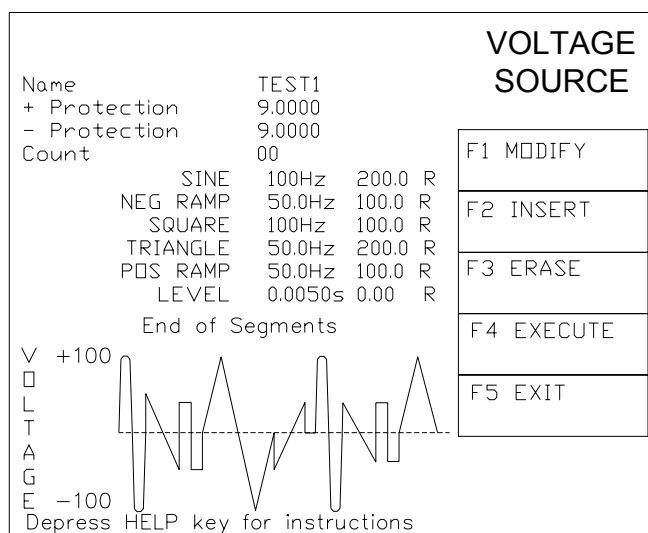 VOLTAGE
SOURCE
Name TEST1
+ Protection 9.0000
- Protection 9.0000
Count 00
SINE 100Hz 200.0 R
NEG RAMP 50.0Hz 100.0 R
SQUARE 100Hz 100.0 R
TRIANGLE 50.0Hz 200.0 R
POS RAMP 50.0Hz 100.0 R
LEVEL 0.0050s 0.00 R
End of Segments
F1 MODIFY
F2 INSERT
F3 ERASE
F4 EXECUTE
F5 EXIT
VOLTAGE
+100
-100
Depress HELP key for instructions